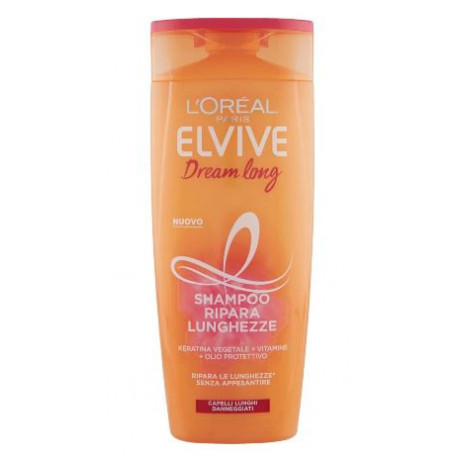 L'ORÉAL
PARIS
ELVIVE
Dream long
NUOVO
SHAMPOO
RIPARA
LUNGHEZZE
KERATINA VEGETALE + VITAMINE
+ OLIO PROTETTIVO
RIPARA LE LUNGHEZZE*
SENZA APPESANTIRE
CAPELLI LUNGHI
DANNEGGIATI